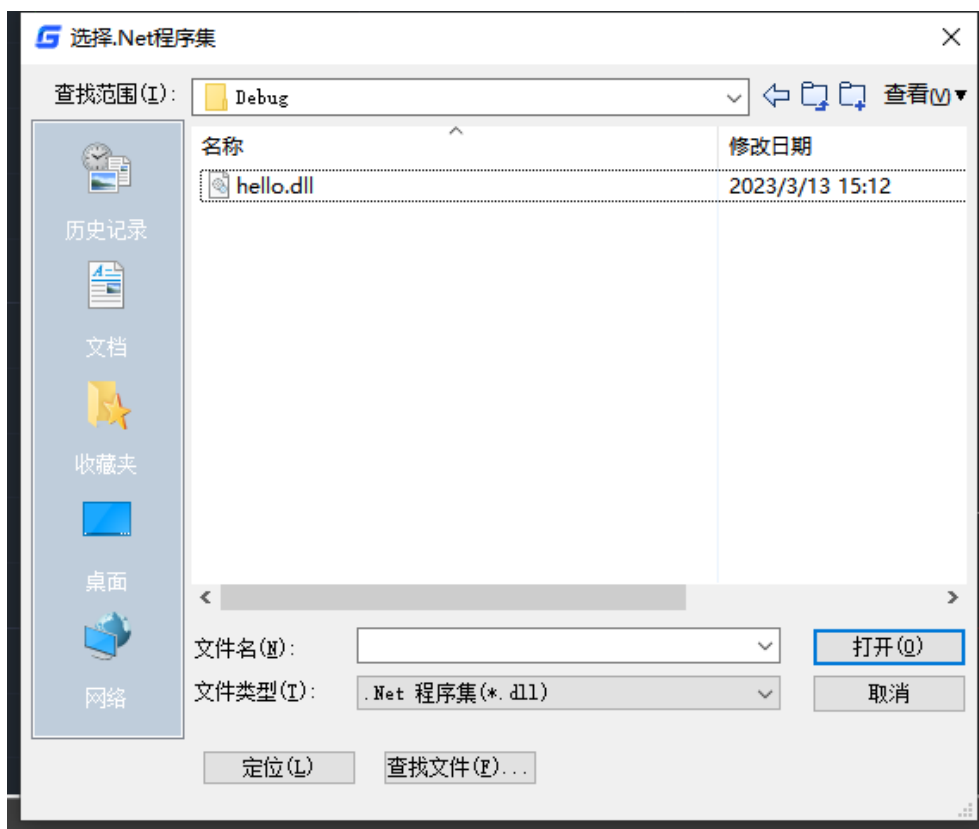 选择.Net程序集
查找范围(I): Debug 查看(V)▼
名称 修改日期
hello.dll 2023/3/13 15:12
历史记录
文档
收藏夹
桌面
网络
文件名(N): 打开(O)
文件类型(T): .Net 程序集(*.dll) 取消
定位(L) 查找文件(F)...